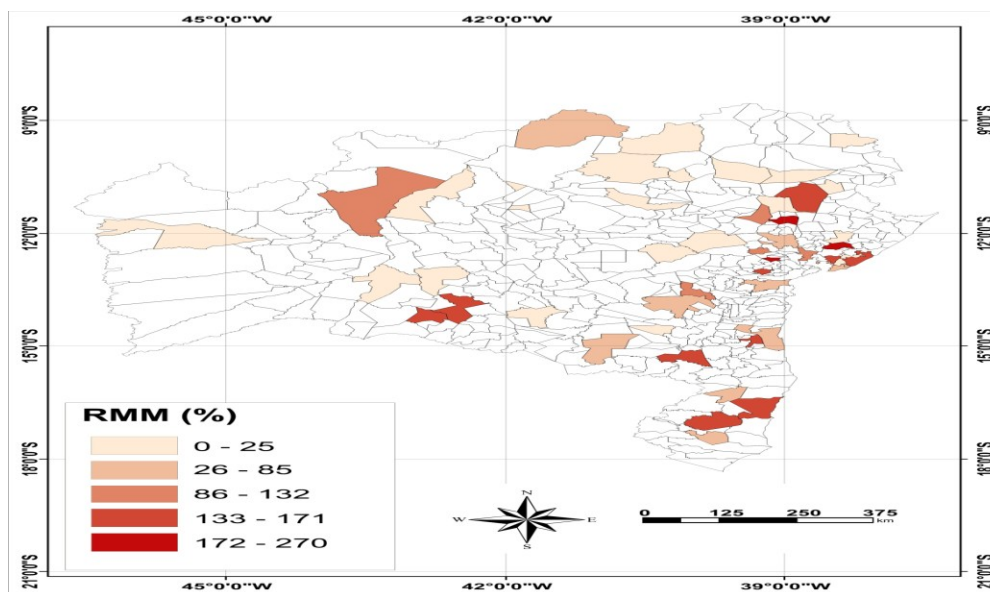 45°0'0"W 42°0'0"W 39°0'0"W
9°0'0"S 9°0'0"S
12°0'0"S 12°0'0"S
15°0'0"S 15°0'0"S
18°0'0"S 18°0'0"S
21°0'0"S 21°0'0"S
RMM (%)
0 - 25
26 - 85
86 - 132
133 - 171
172 - 270
N
W E
S
0 125 250 375
km
45°0'0"W 42°0'0"W 39°0'0"W